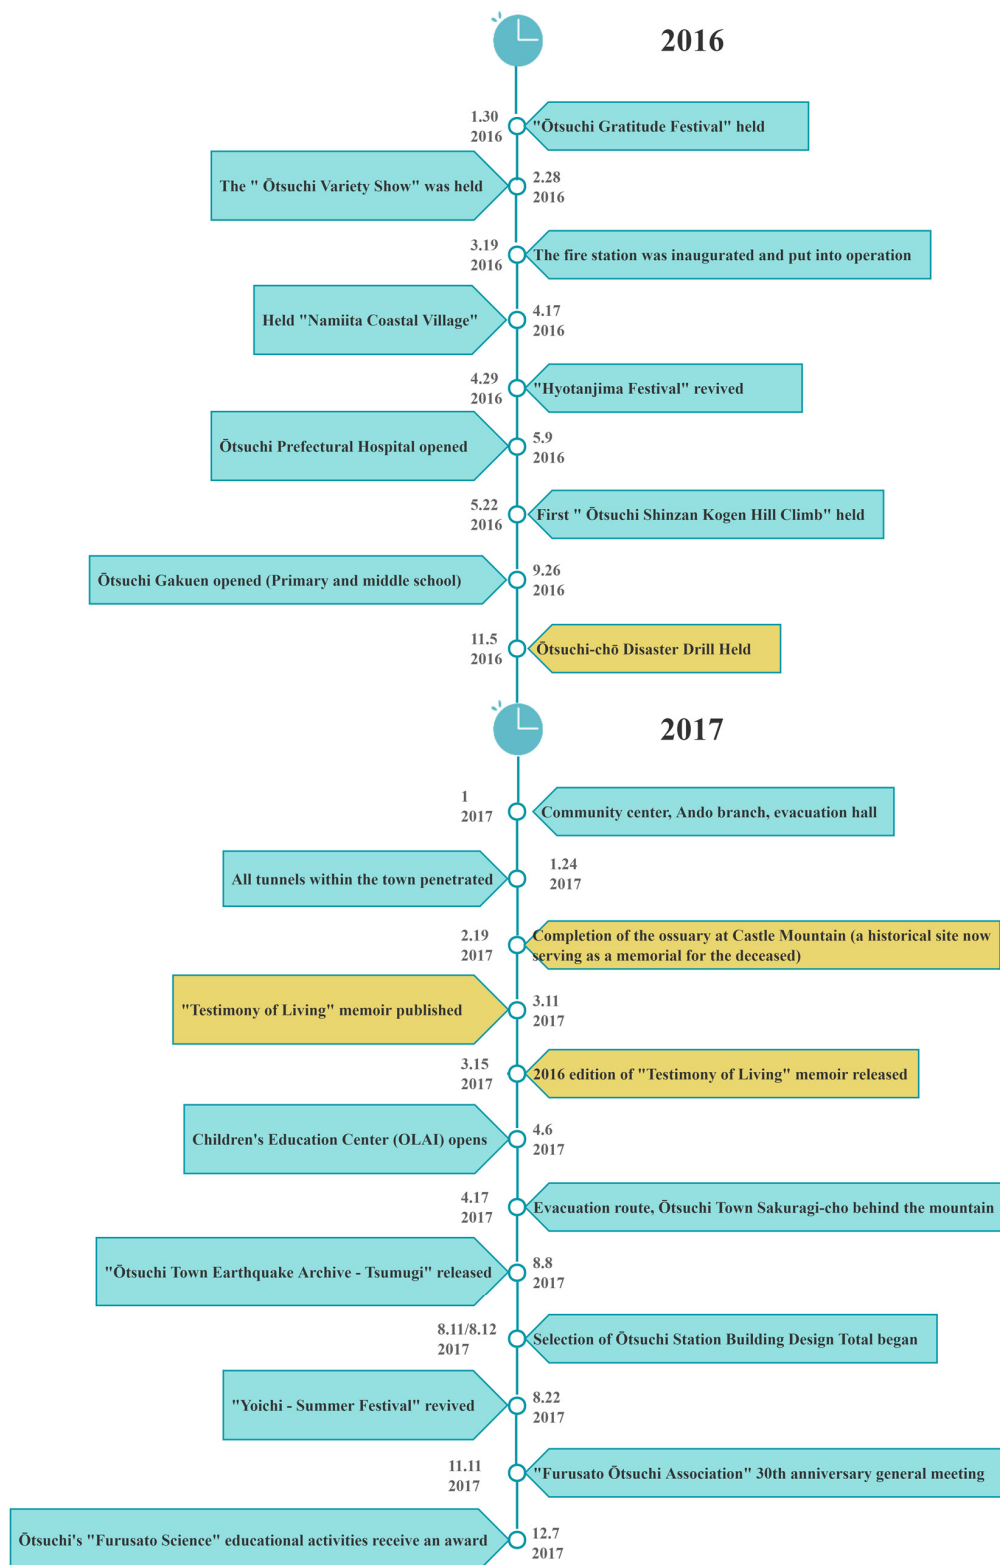 2016
1.30
2016
"Ōtsuchi Gratitude Festival" held
The " Ōtsuchi Variety Show" was held
2.28
2016
3.19
2016
The fire station was inaugurated and put into operation
Held "Namiita Coastal Village"
4.17
2016
4.29
2016
"Hyotanjima Festival" revived
Ōtsuchi Prefectural Hospital opened
5.9
2016
5.22
2016
First " Ōtsuchi Shinzan Kogen Hill Climb" held
Ōtsuchi Gakuen opened (Primary and middle school)
9.26
2016
11.5
2016
Ōtsuchi-chō Disaster Drill Held
2017
1
2017
Community center, Ando branch, evacuation hall
All tunnels within the town penetrated
1.24
2017
2.19
2017
Completion of the ossuary at Castle Mountain (a historical site now
serving as a memorial for the deceased)
"Testimony of Living" memoir published
3.11
2017
3.15
2017
2016 edition of "Testimony of Living" memoir released
Children's Education Center (OLAI) opens
4.6
2017
4.17
2017
Evacuation route, Ōtsuchi Town Sakuragi-cho behind the mountain
"Ōtsuchi Town Earthquake Archive - Tsumugi" released
8.8
2017
8.11/8.12
2017
Selection of Ōtsuchi Station Building Design Total began
"Yoichi - Summer Festival" revived
8.22
2017
11.11
2017
"Furusato Ōtsuchi Association" 30th anniversary general meeting
Ōtsuchi's "Furusato Science" educational activities receive an award
12.7
2017